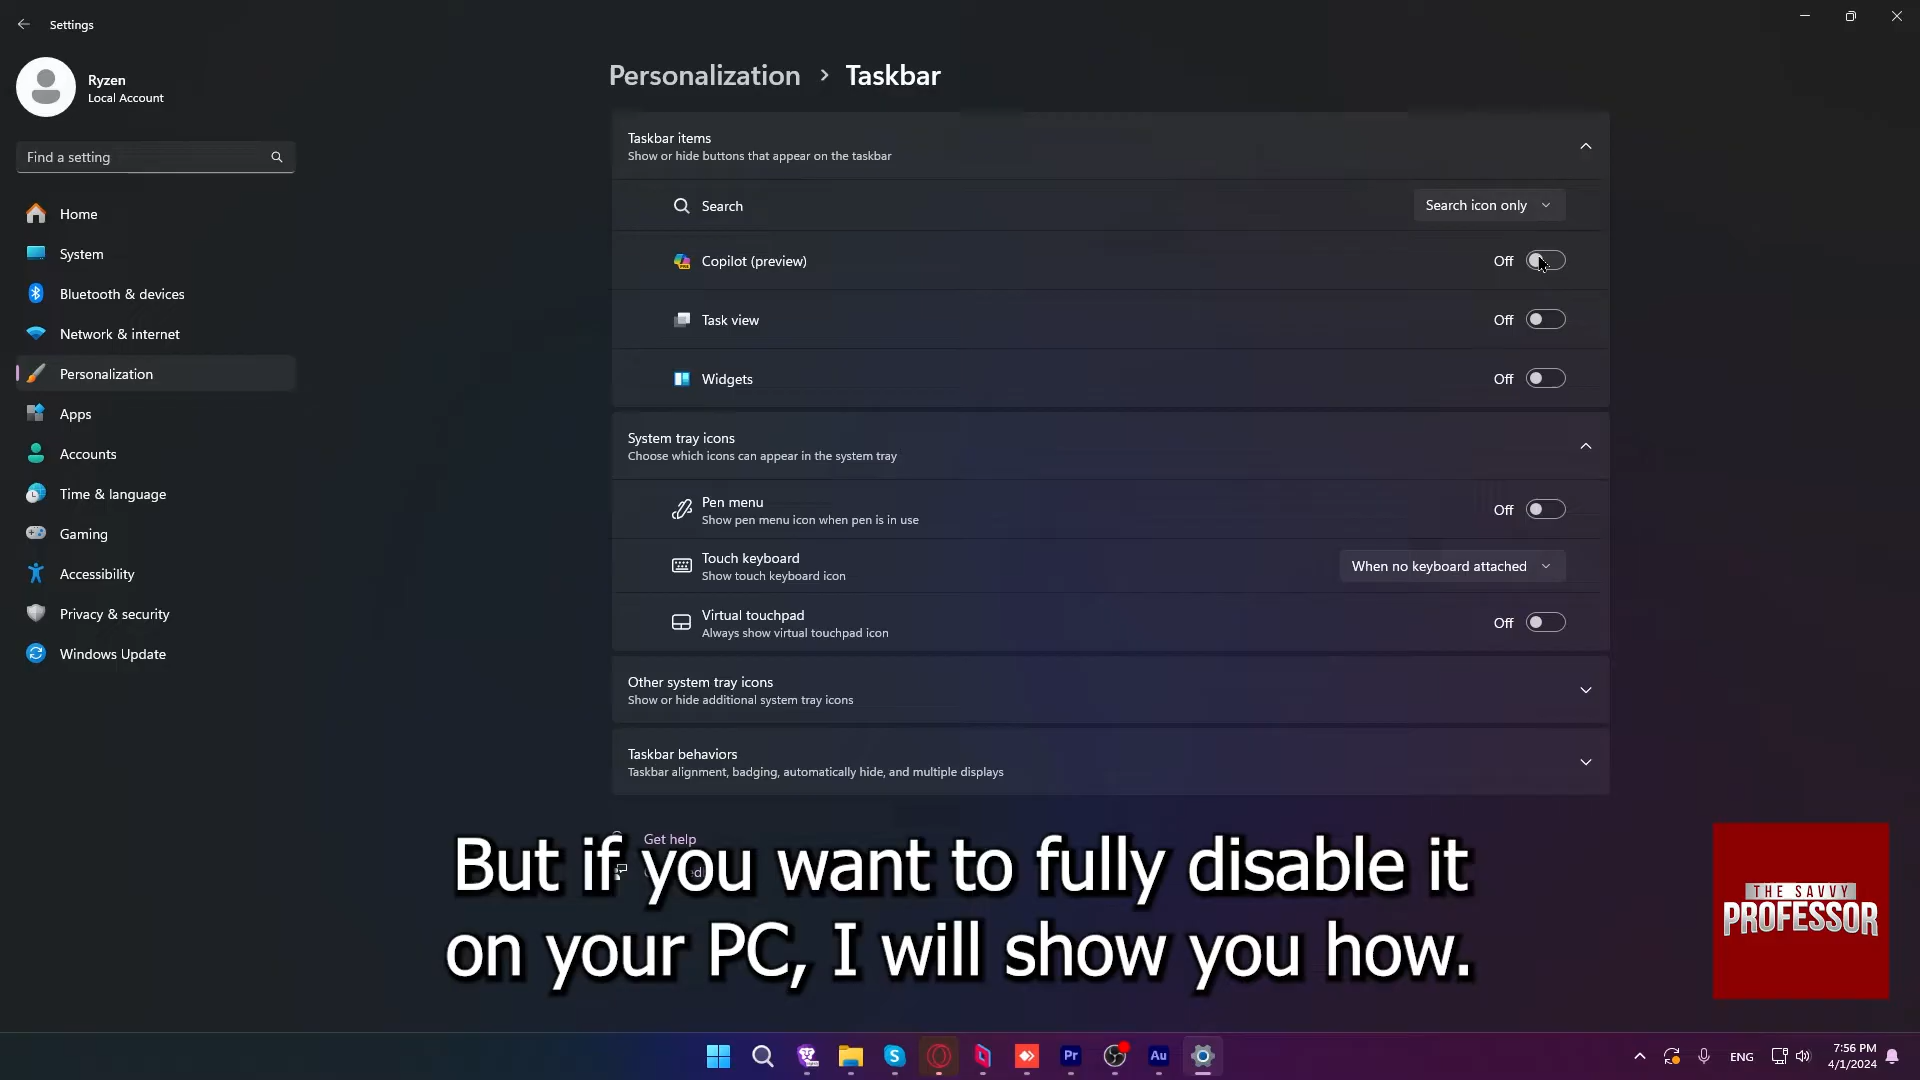 Settings
Ryzen
Local Account
Find a setting
Home
System
Bluetooth & devices
Network & internet
Personalization
Apps
Accounts
Time & language
Gaming
Accessibility
Privacy & security
Windows Update
Personalization > Taskbar
Taskbar items
Show or hide buttons that appear on the taskbar
Search
Search icon only
Copilot (preview)
Off
Task view
Off
Widgets
Off
System tray icons
Choose which icons can appear in the system tray
Pen menu
Show pen menu icon when pen is in use
Off
Touch keyboard
Show touch keyboard icon
When no keyboard attached
Virtual touchpad
Always show virtual touchpad icon
Off
Other system tray icons
Show or hide additional system tray icons
Taskbar behaviors
Taskbar alignment, badging, automatically hide, and multiple displays
Get help
But if you want to fully disable it
on your PC, I will show you how.
THE SAVVY
PROFESSOR
S
Pr
Au
ENG
7:56 PM
4/1/2024